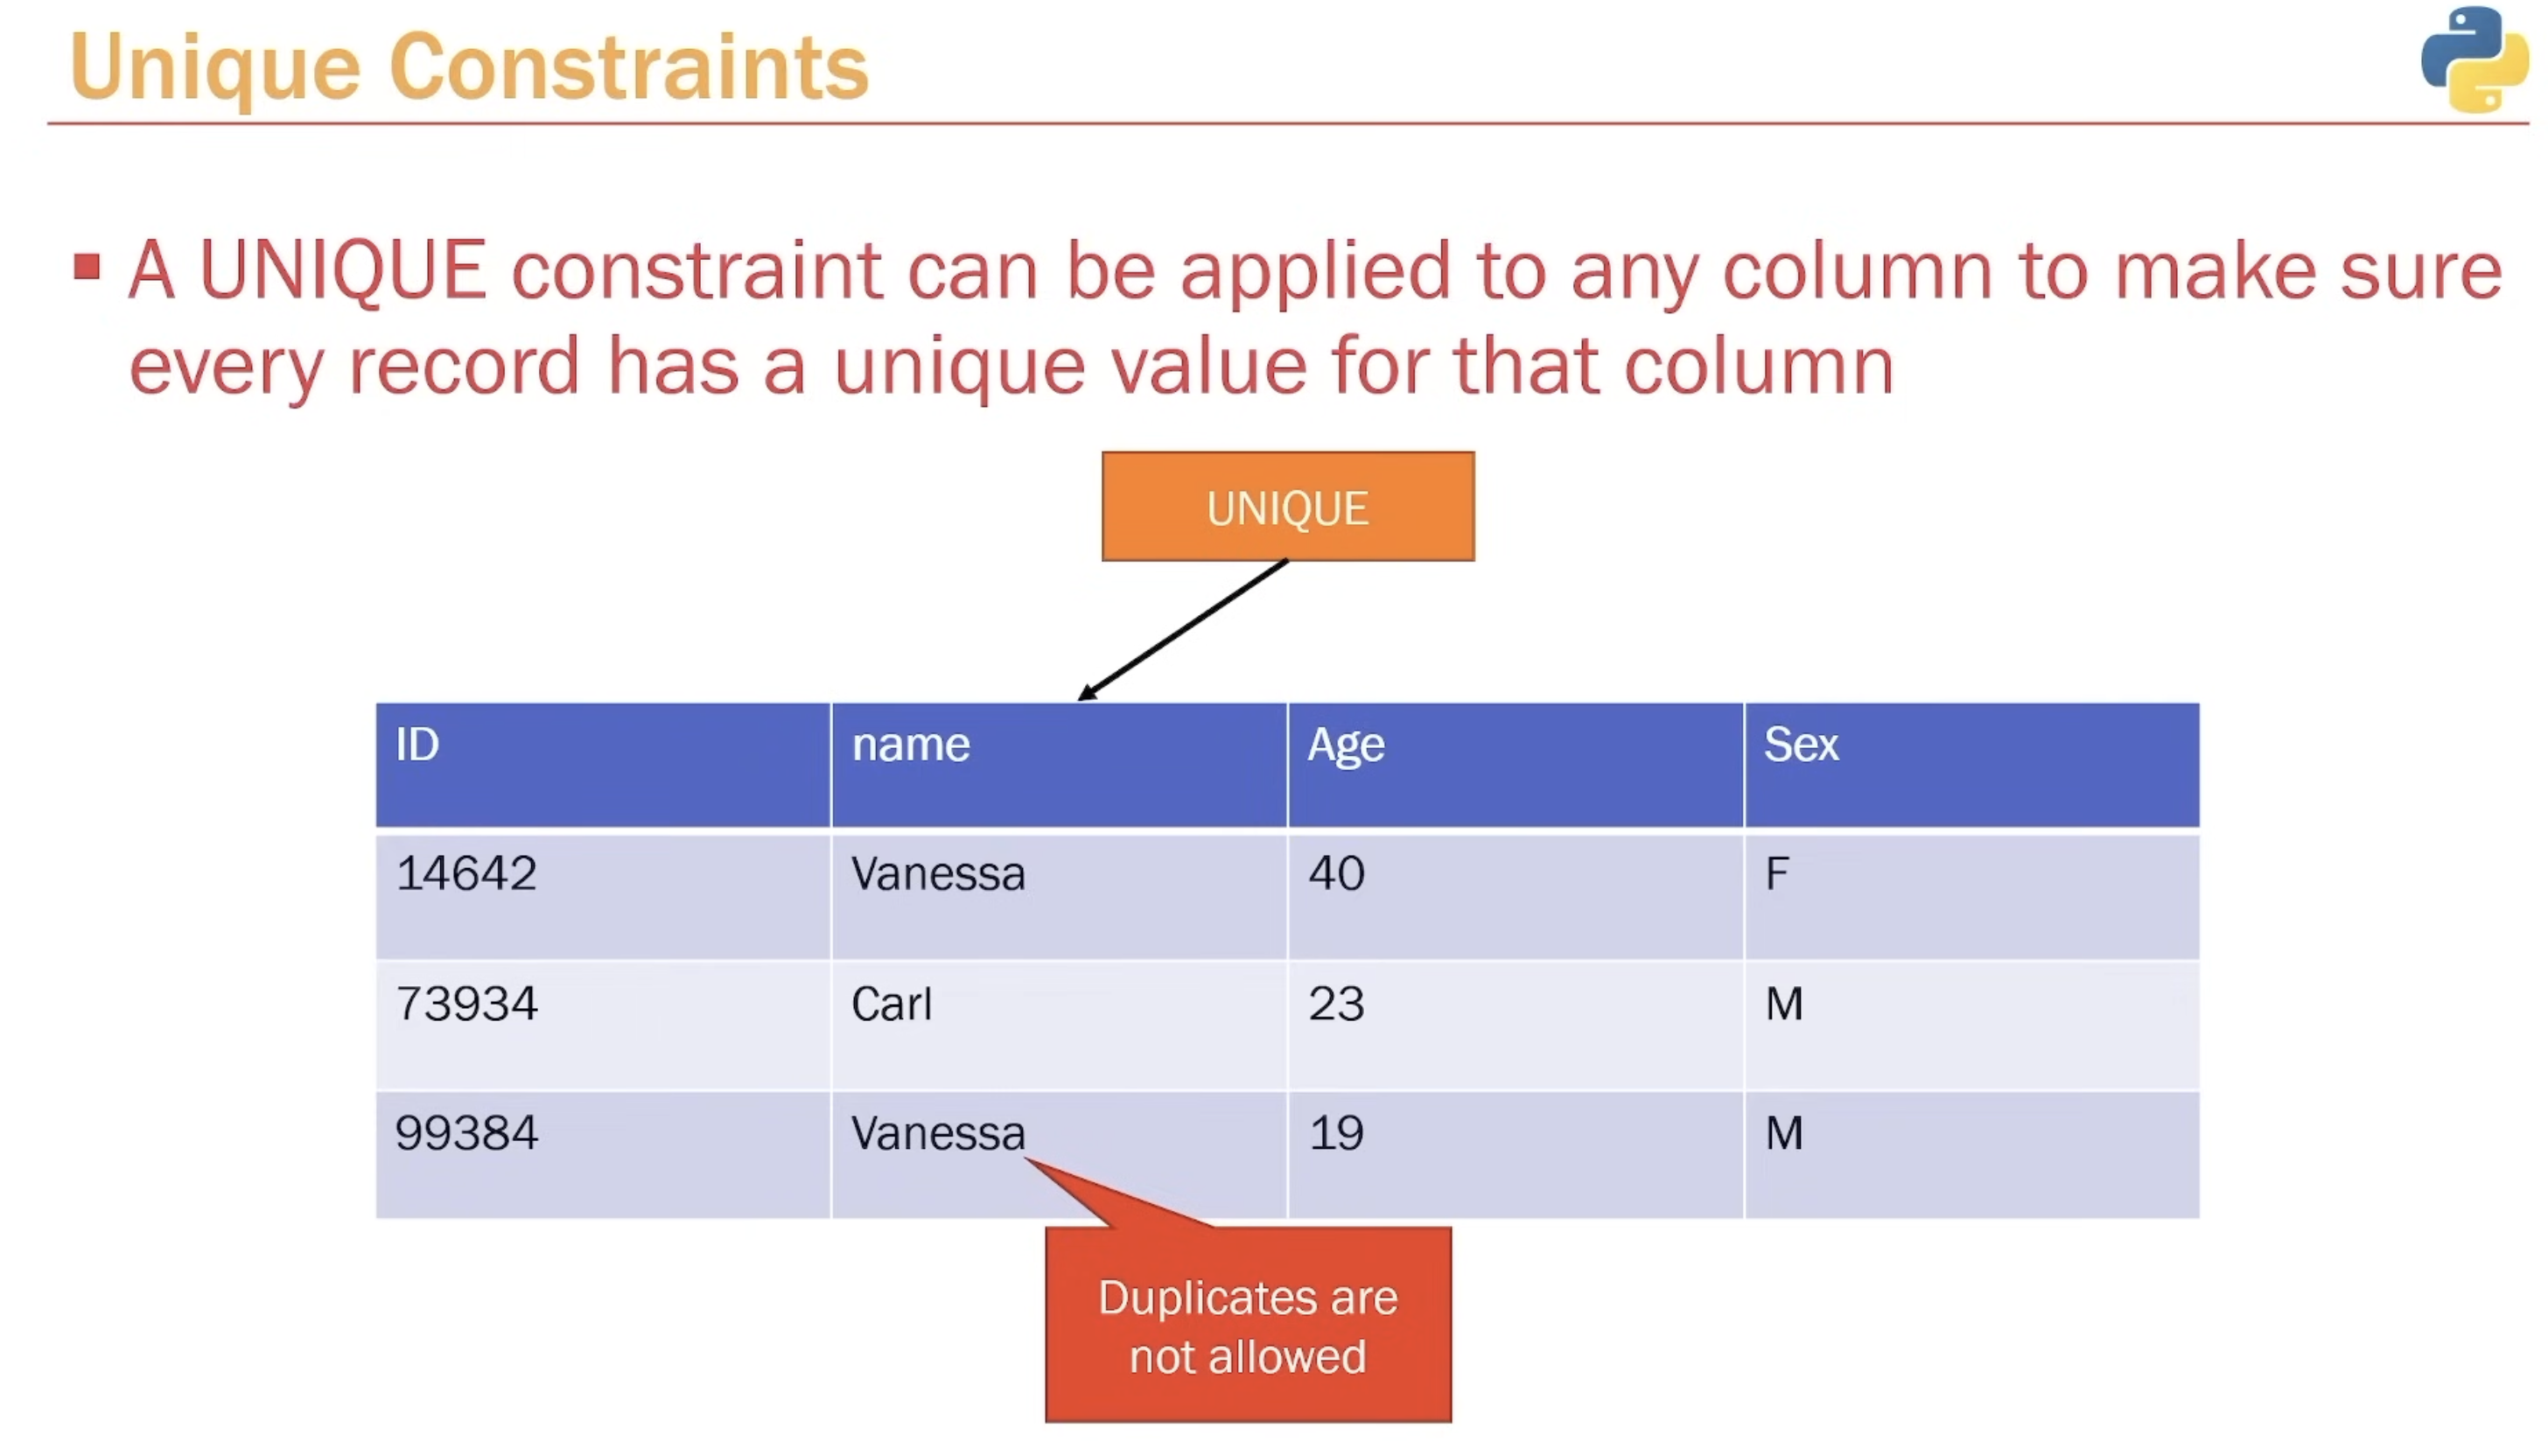 Unique Constraints
A UNIQUE constraint can be applied to any column to make sure
every record has a unique value for that column
UNIQUE
ID name Age Sex
14642 Vanessa 40 F
73934 Carl 23 M
99384 Vanessa 19 M
Duplicates are
not allowed